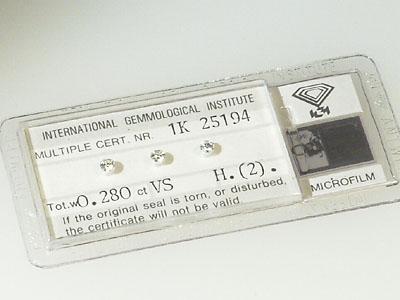 INTERNATIONAL GEMMOLOGICAL INSTITUTE
MULTIPLE CERT. NR. 1K 25194
Tot.w0.280 ct VS H.(2).
If the original seal is torn, or disturbed,
the certificate will not be valid
MICROFILM